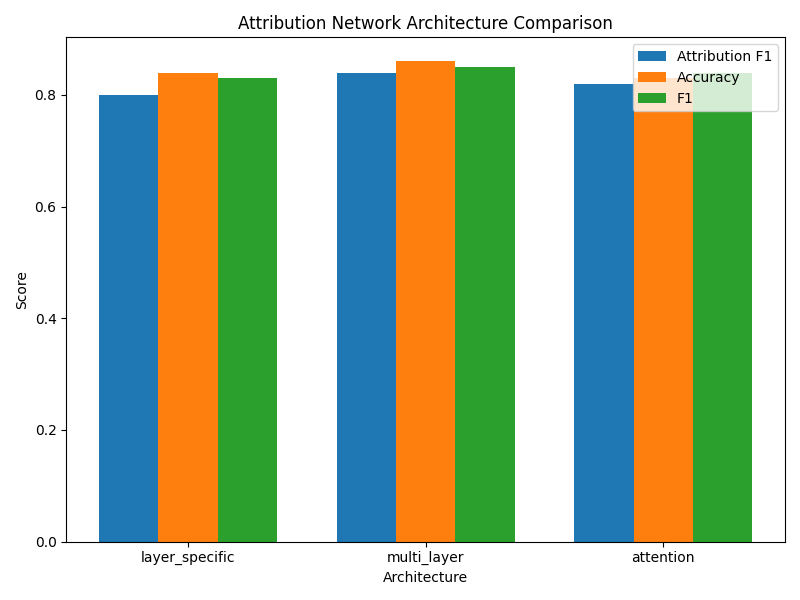 Attribution Network Architecture Comparison
Attribution F1
Accuracy
F1
Score
0.8
0.6
0.4
0.2
0.0
layer_specific
multi_layer
attention
Architecture